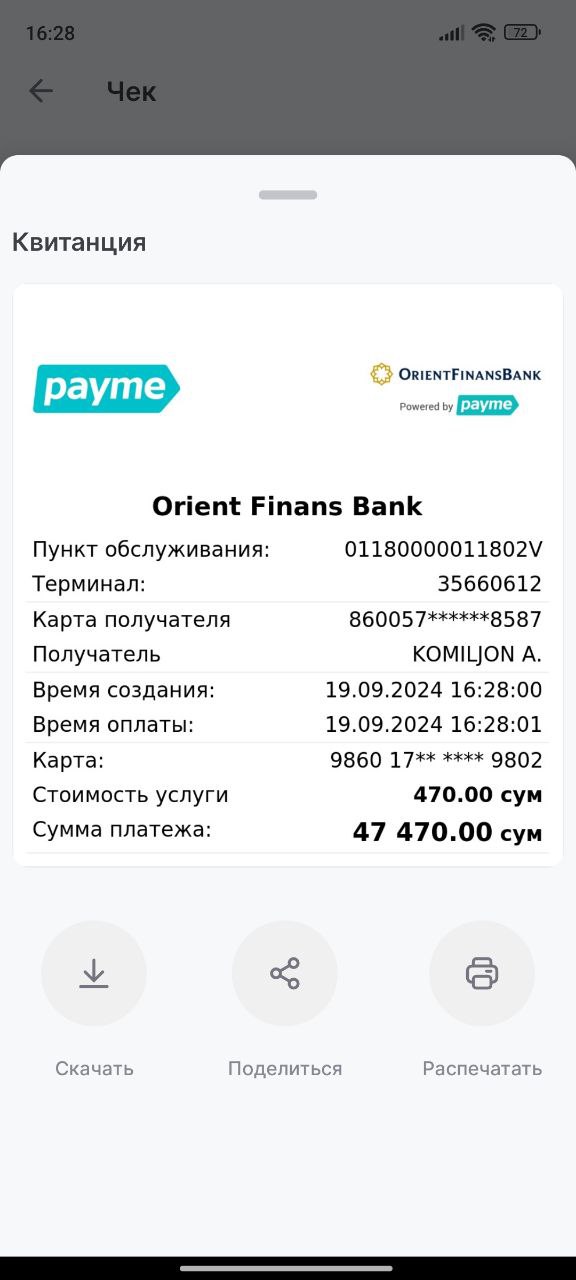 16:28
72
Чек
Квитанция
payme
ORIENTFINANSBANK
Powered by payme
Orient Finans Bank
Пункт обслуживания: 01180000011802V
Терминал: 35660612
Карта получателя 860057******8587
Получатель KOMILJON A.
Время создания: 19.09.2024 16:28:00
Время оплаты: 19.09.2024 16:28:01
Карта: 9860 17** **** 9802
Стоимость услуги 470.00 сум
Сумма платежа: 47 470.00 сум
Скачать Поделиться Распечатать